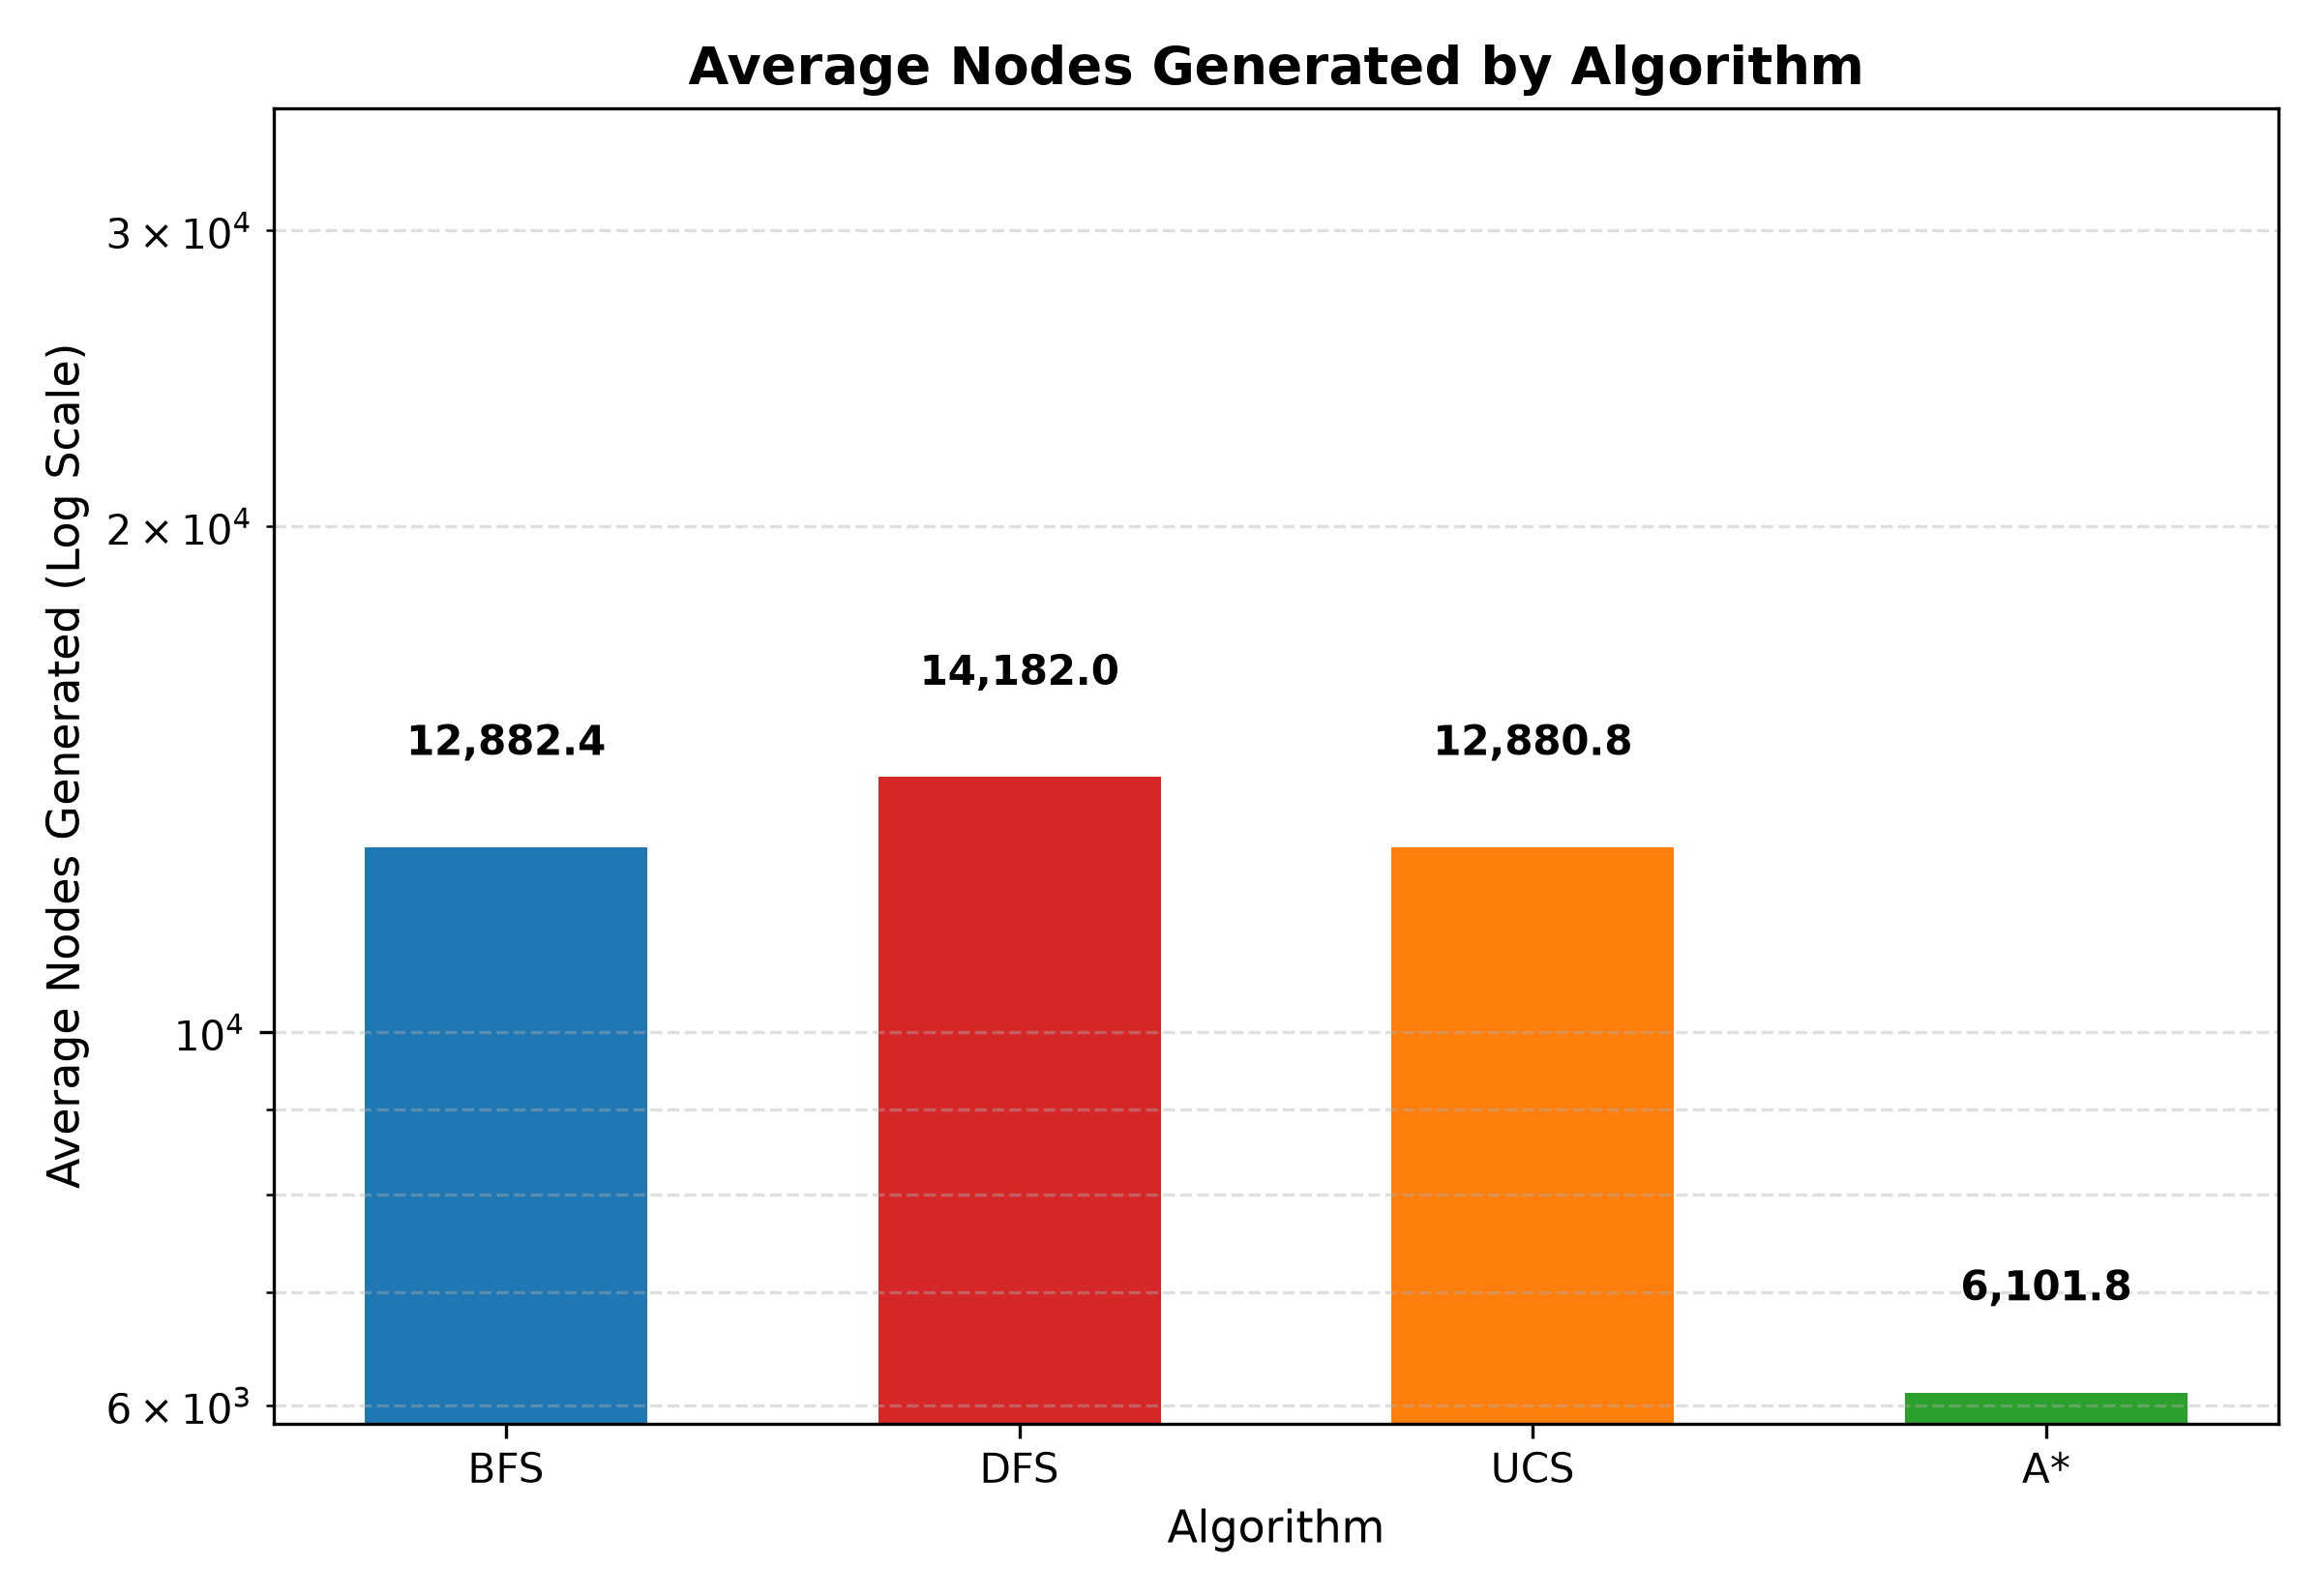 Average Nodes Generated by Algorithm
Average Nodes Generated (Log Scale)
3 × 10⁴
2 × 10⁴
10⁴
6 × 10³
12,882.4
14,182.0
12,880.8
6,101.8
BFS
DFS
UCS
A*
Algorithm